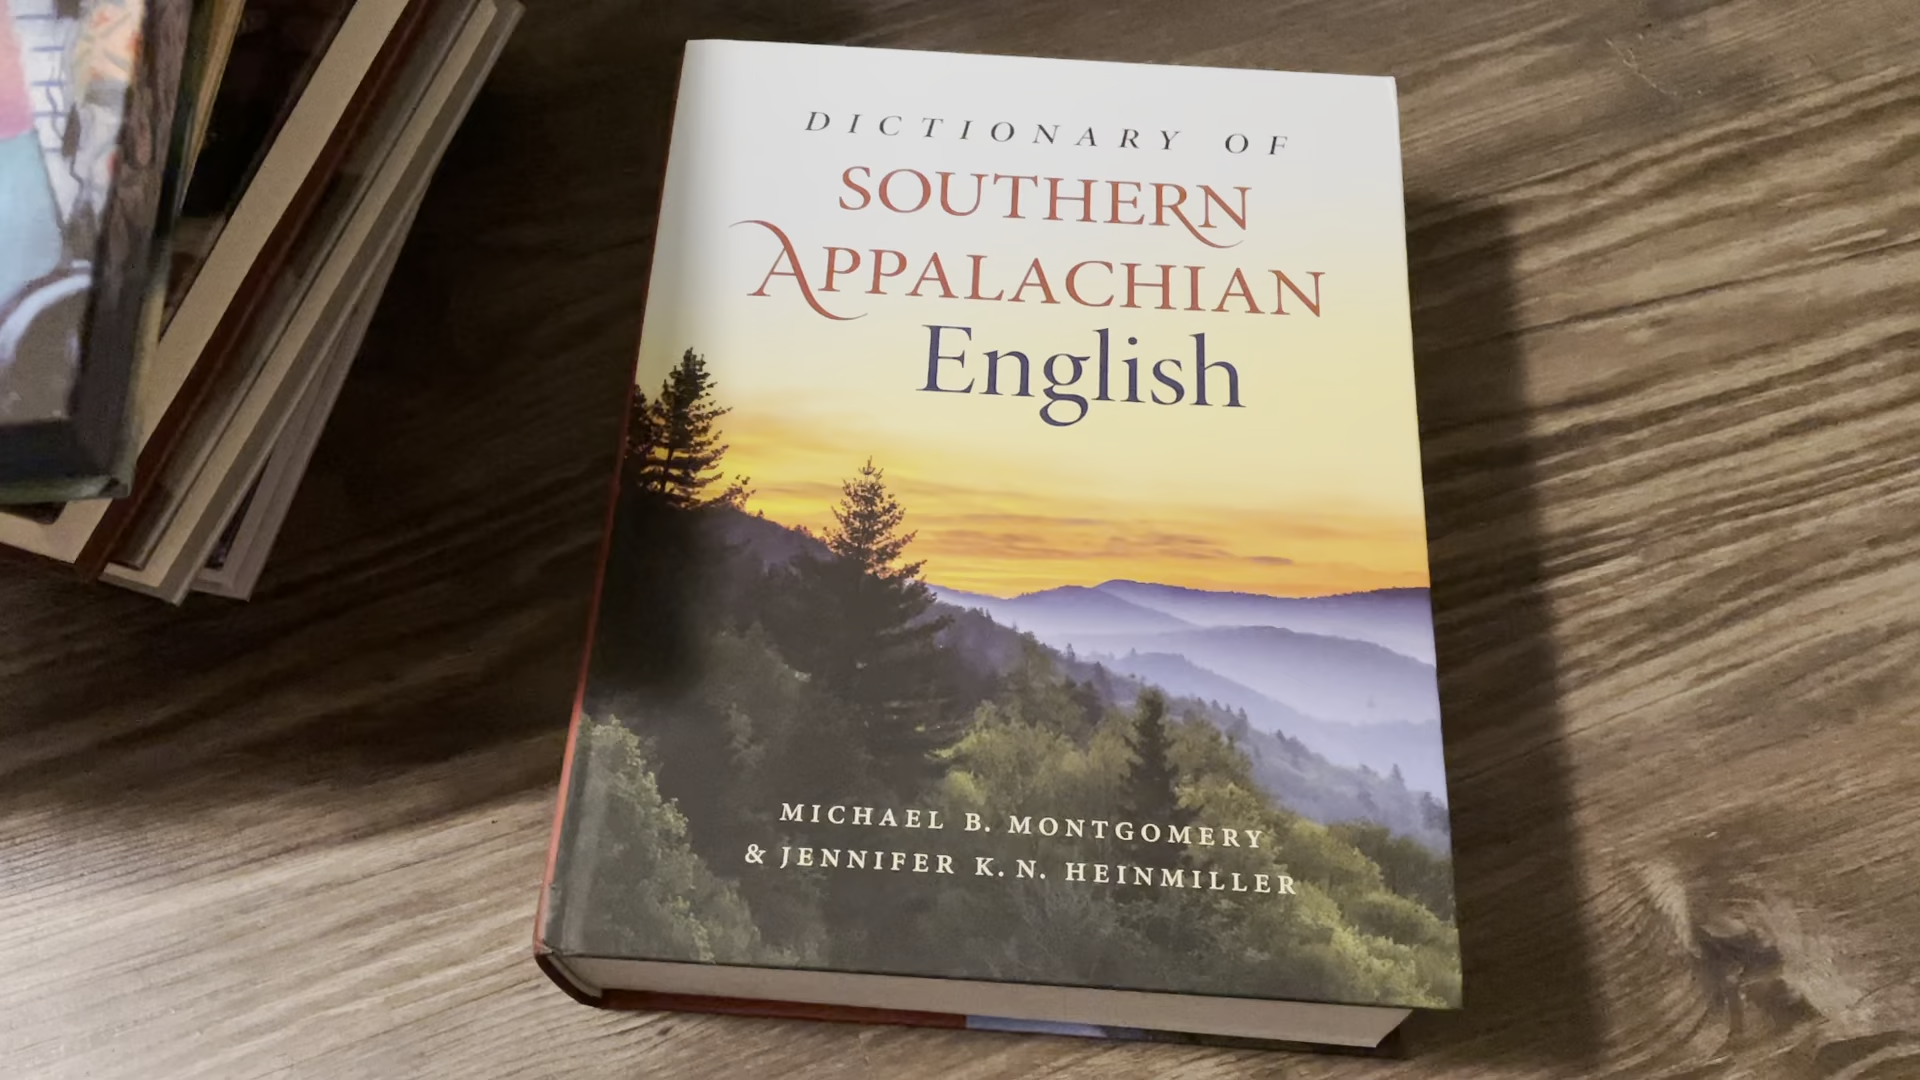 DICTIONARY OF
SOUTHERN
APPALACHIAN
English
MICHAEL B. MONTGOMERY
& JENNIFER K. N. HEINMILLER